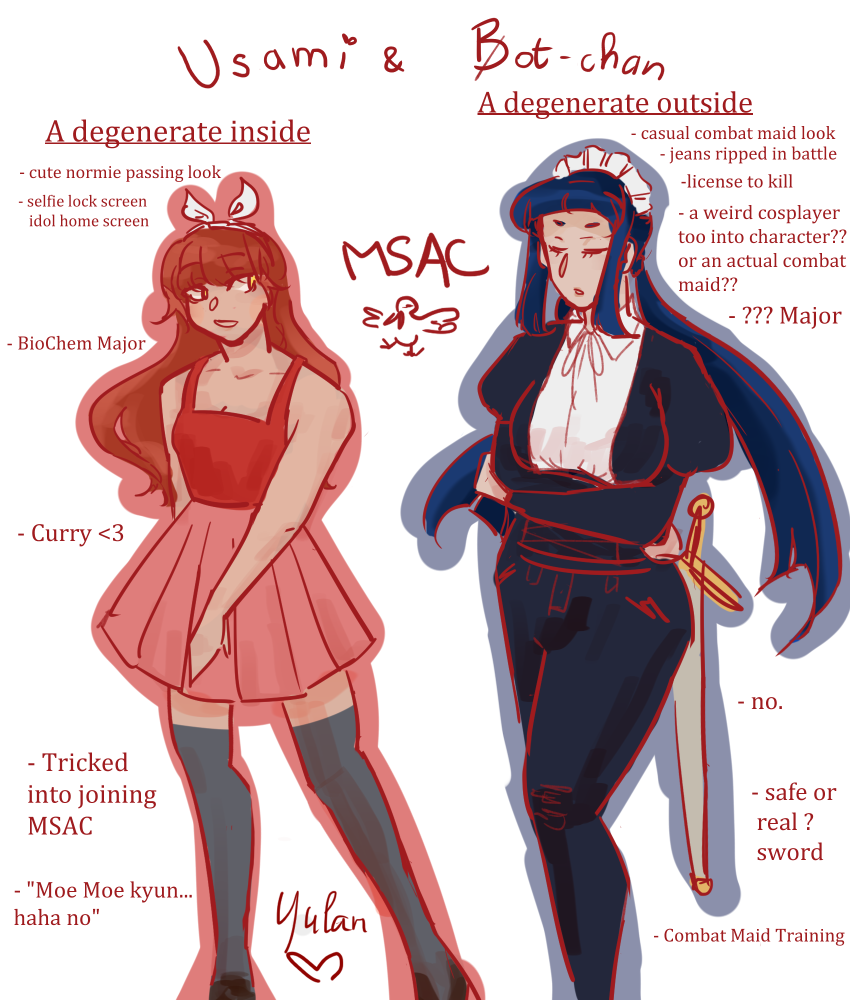 Usami & Bot-chan
A degenerate inside
- cute normie passing look
- selfie lock screen
idol home screen
- BioChem Major
- Curry <3
- Tricked
into joining
MSAC
- "Moe Moe kyun...
haha no"
MSAC
Yulan
A degenerate outside
- casual combat maid look
- jeans ripped in battle
-license to kill
- a weird cosplayer
too into character??
or an actual combat
maid??
- ??? Major
- no.
- safe or
real ?
sword
- Combat Maid Training